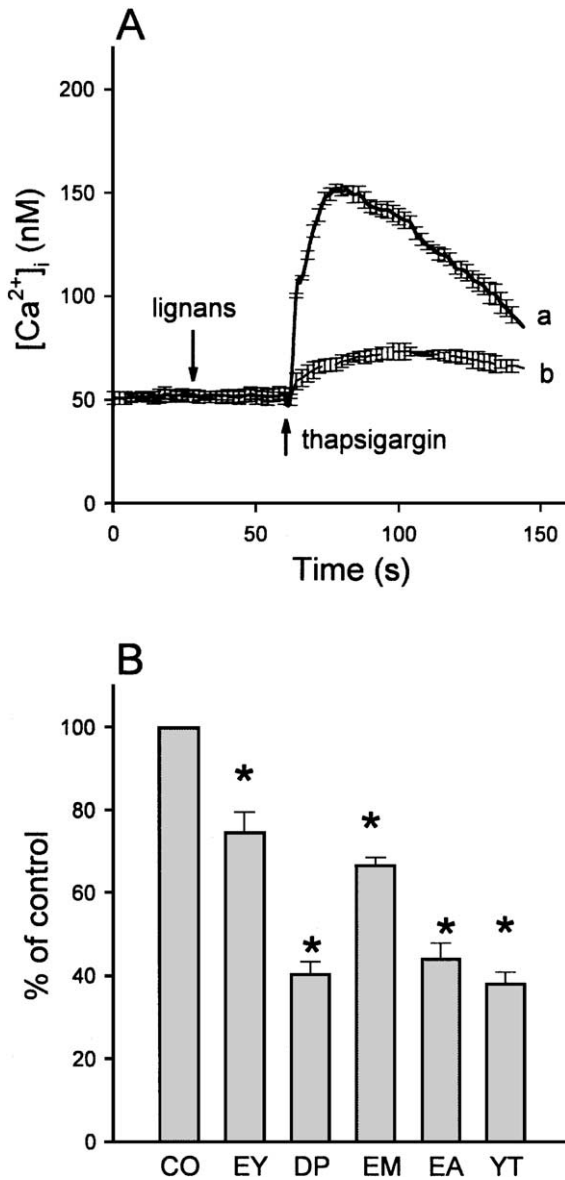 A
200
150
100
50
0
[Ca²⁺]ᵢ (nM)
lignans
thapsigargin
a
b
0 50 100 150
Time (s)
B
100
80
60
40
20
0
% of control
* * * * *
CO EY DP EM EA YT